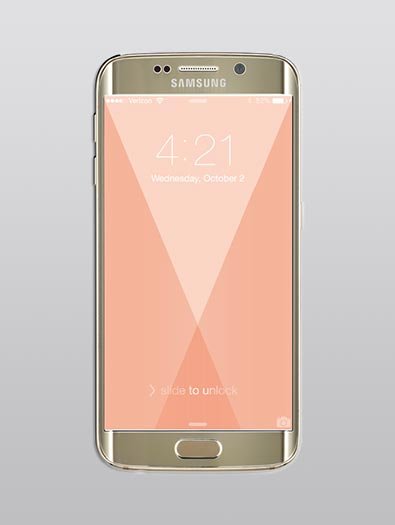 SAMSUNG
Verizon
4:21
Wednesday, October 2
slide to unlock